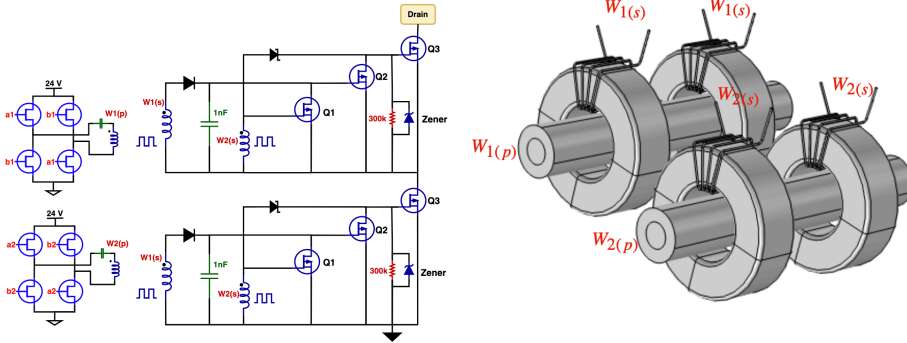 Drain
Q3
24 V
Q2
a1
b1
W1(p)
W1(s)
1nF
Q1
300k
Zener
W2(s)
b1
a1
Q3
24 V
Q2
a2
b2
W2(p)
W1(s)
1nF
Q1
300k
Zener
W2(s)
b2
a2
W1(s)
W1(s)
W2(s)
W2(s)
W1(p)
W2(p)